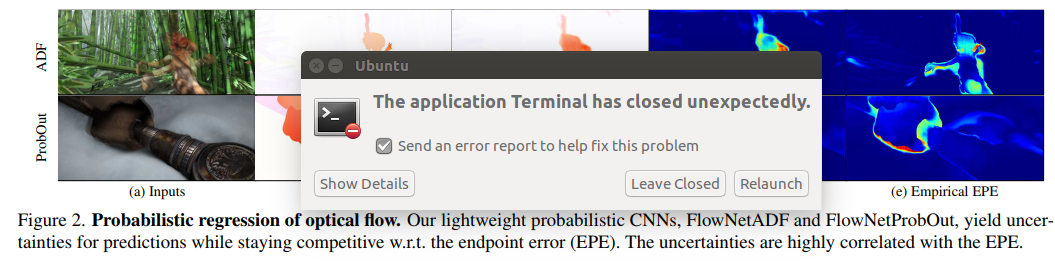 ADF
Ubuntu
The application Terminal has closed unexpectedly.
Send an error report to help fix this problem
Show Details
Leave Closed
Relaunch
ProbOut
(a) Inputs
(e) Empirical EPE
Figure 2. Probabilistic regression of optical flow. Our lightweight probabilistic CNNs, FlowNetADF and FlowNetProbOut, yield uncer-
tainties for predictions while staying competitive w.r.t. the endpoint error (EPE). The uncertainties are highly correlated with the EPE.